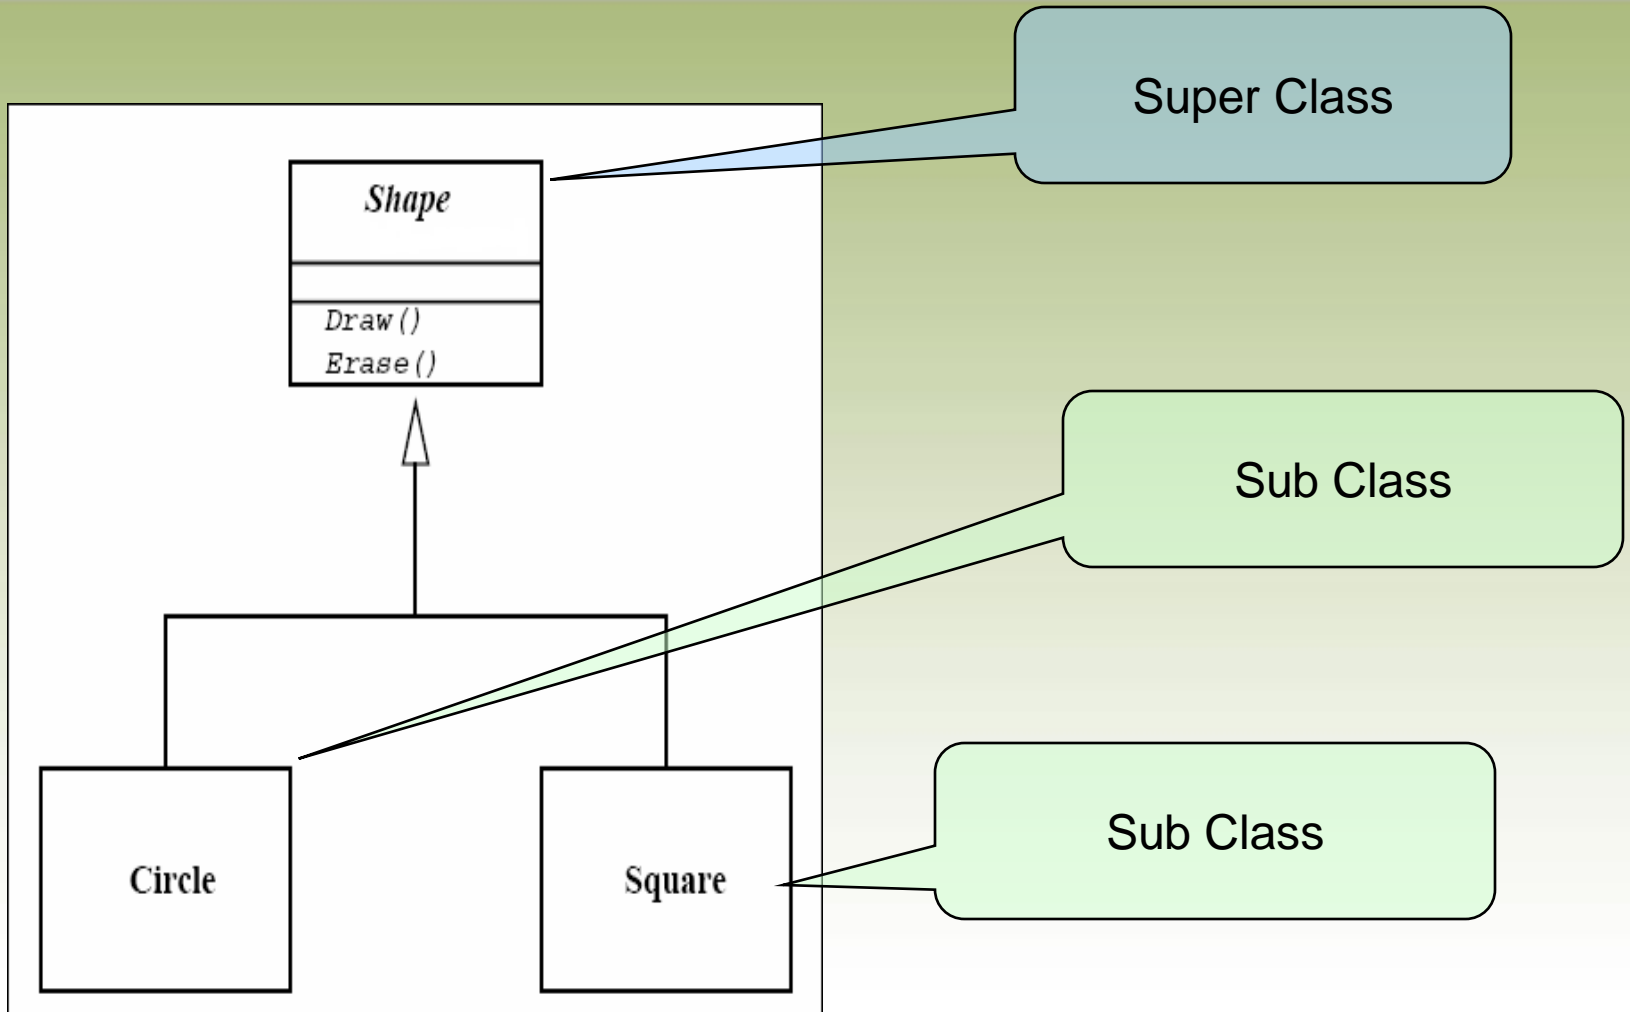 Super Class
Shape
Draw()
Erase()
Sub Class
Sub Class
Circle
Square